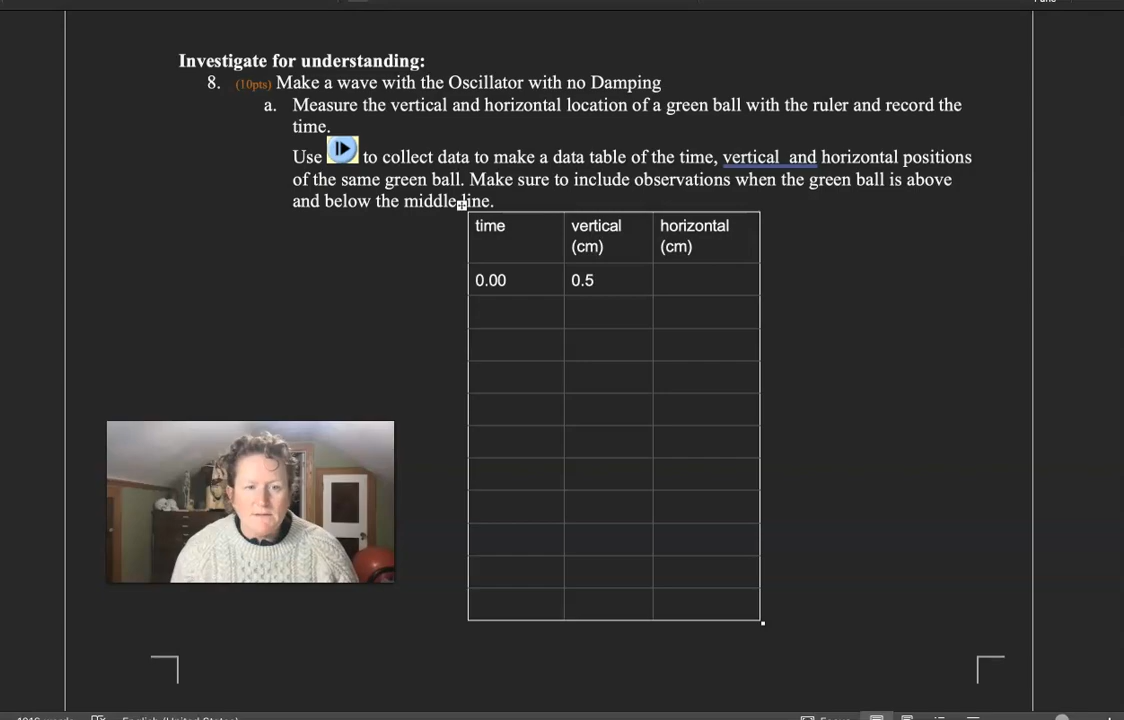 Investigate for understanding:
8. (10pts) Make a wave with the Oscillator with no Damping
a. Measure the vertical and horizontal location of a green ball with the ruler and record the
time.
Use to collect data to make a data table of the time, vertical and horizontal positions
of the same green ball. Make sure to include observations when the green ball is above
and below the middle line.
time vertical horizontal
(cm) (cm)
0.00 0.5